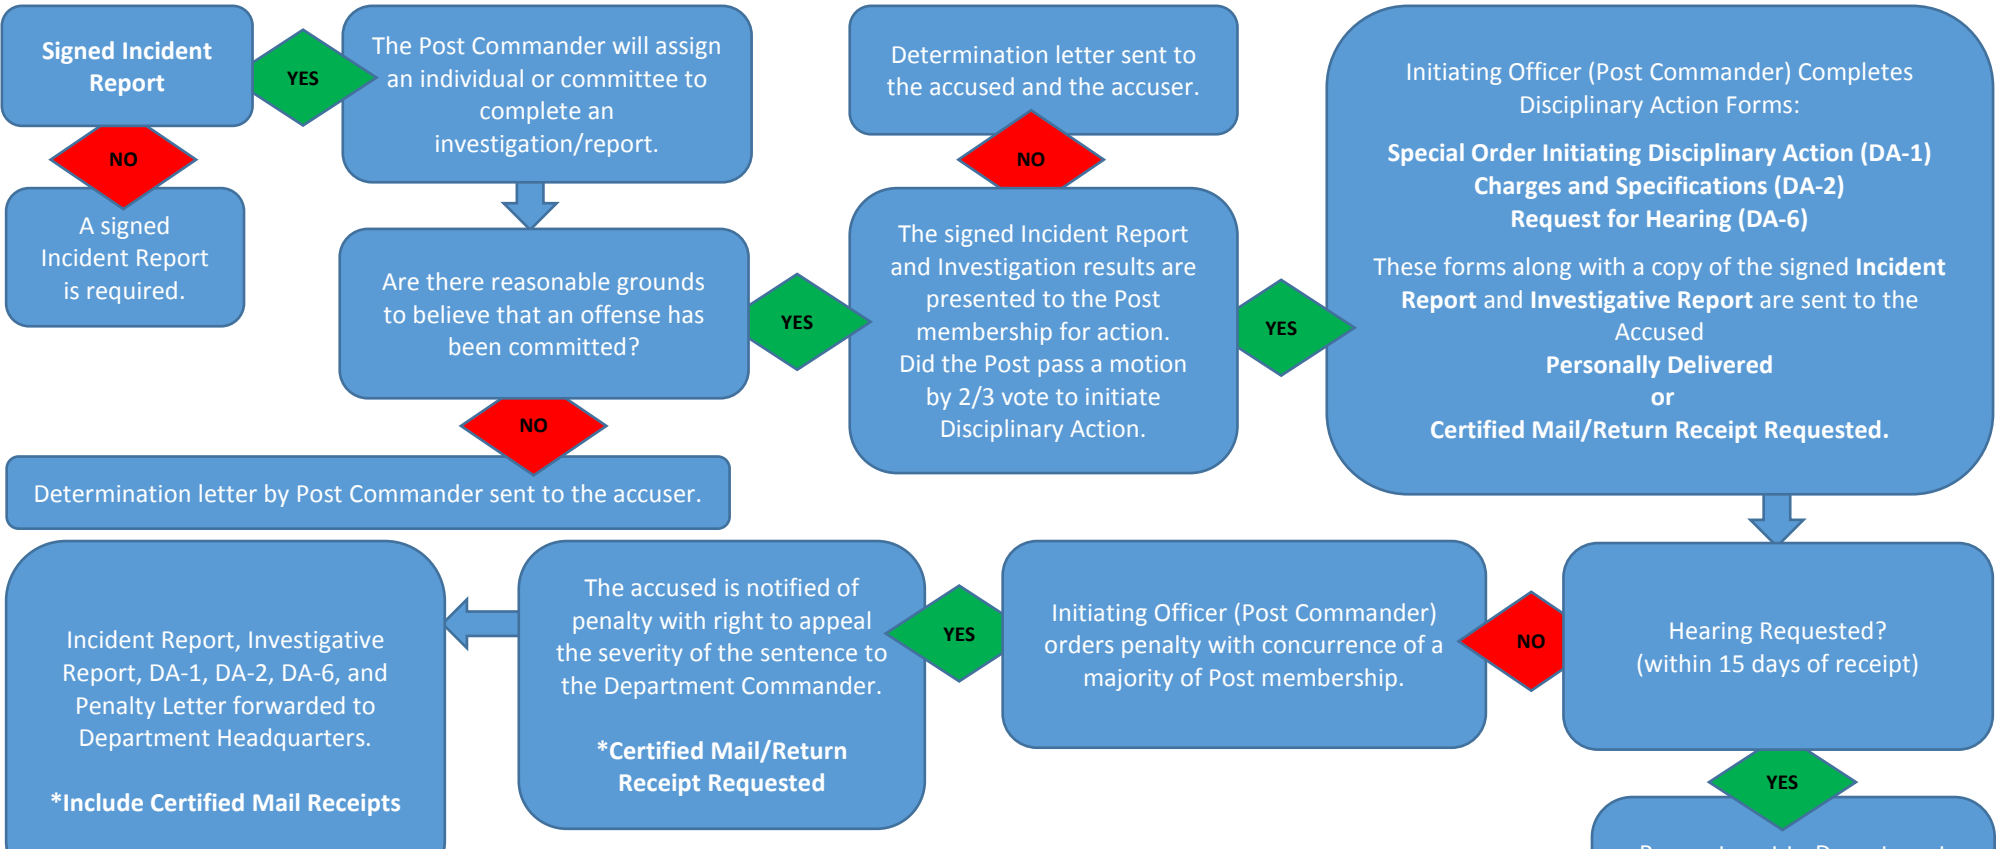 Signed Incident
Report
YES
NO
A signed
Incident Report
is required.
The Post Commander will assign
an individual or committee to
complete an
investigation/report.
Are there reasonable grounds
to believe that an offense has
been committed?
YES
NO
Determination letter by Post Commander sent to the accuser.
Determination letter sent to
the accused and the accuser.
NO
The signed Incident Report
and Investigation results are
presented to the Post
membership for action.
Did the Post pass a motion
by 2/3 vote to initiate
Disciplinary Action.
YES
Initiating Officer (Post Commander) Completes
Disciplinary Action Forms:
Special Order Initiating Disciplinary Action (DA-1)
Charges and Specifications (DA-2)
Request for Hearing (DA-6)
These forms along with a copy of the signed Incident
Report and Investigative Report are sent to the
Accused
Personally Delivered
or
Certified Mail/Return Receipt Requested.
Hearing Requested?
(within 15 days of receipt)
NO
YES
Initiating Officer (Post Commander)
orders penalty with concurrence of a
majority of Post membership.
YES
The accused is notified of
penalty with right to appeal
the severity of the sentence to
the Department Commander.
*Certified Mail/Return
Receipt Requested
Incident Report, Investigative
Report, DA-1, DA-2, DA-6, and
Penalty Letter forwarded to
Department Headquarters.
*Include Certified Mail Receipts